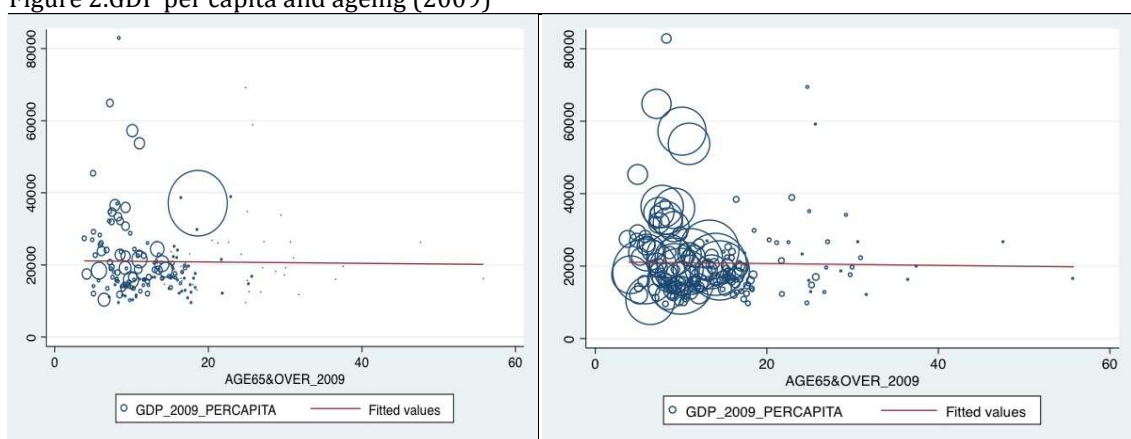 Figure 2.GDP per capita and ageing (2009)
80000
60000
40000
20000
0
0 20 40 60
AGE65&OVER_2009
GDP_2009_PERCAPITA Fitted values
80000
60000
40000
20000
0
0 20 40 60
AGE65&OVER_2009
GDP_2009_PERCAPITA Fitted values